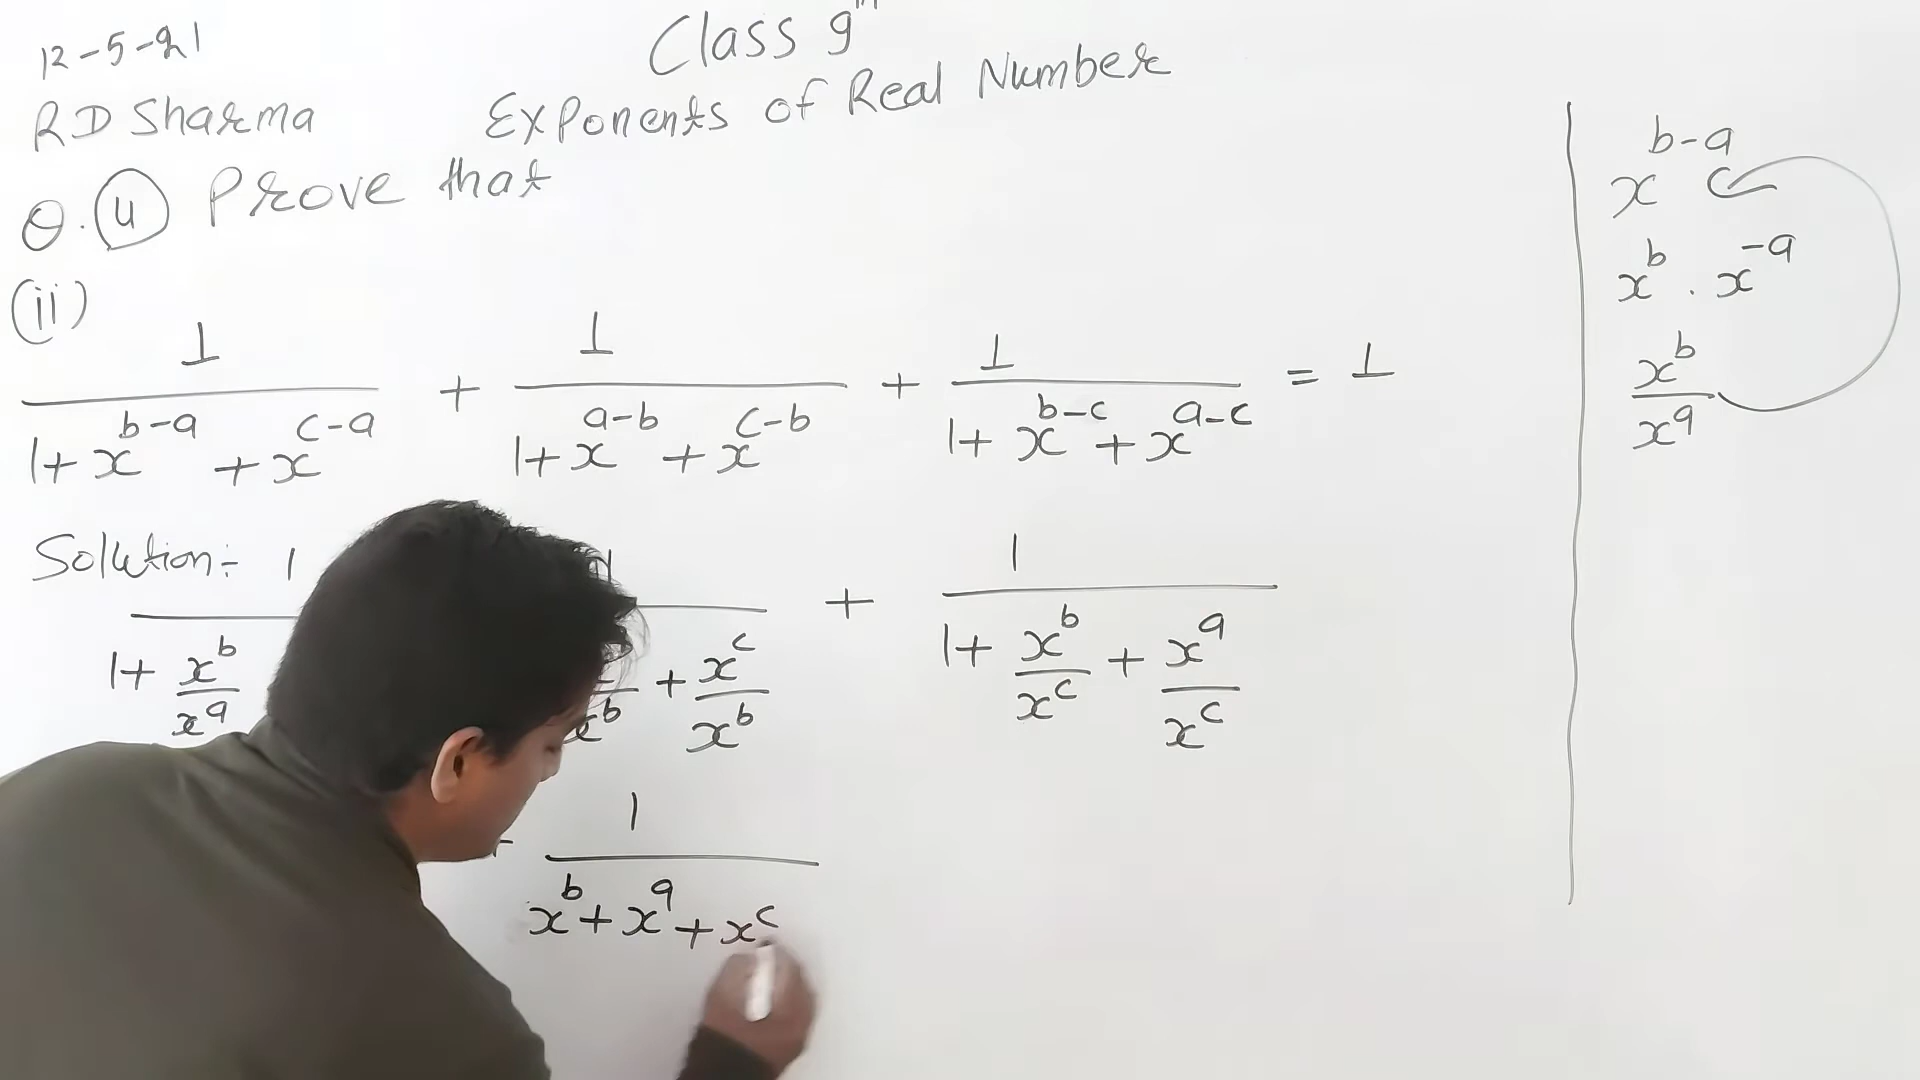 12-5-21
Class 9th
RD Sharma
Exponents of Real Number
Q. 4 Prove that
(ii)
1/(1+x^(b-a)+x^(c-a)) + 1/(1+x^(a-b)+x^(c-b)) + 1/(1+x^(b-c)+x^(a-c)) = 1
Solution:- 1 1 + 1
1+ x^b/x^a + x^c/x^b 1+ x^b/x^c + x^a/x^c
1/(x^b+x^a+x^c)
x^(b-a)
x^b . x^(-a)
x^b/x^a